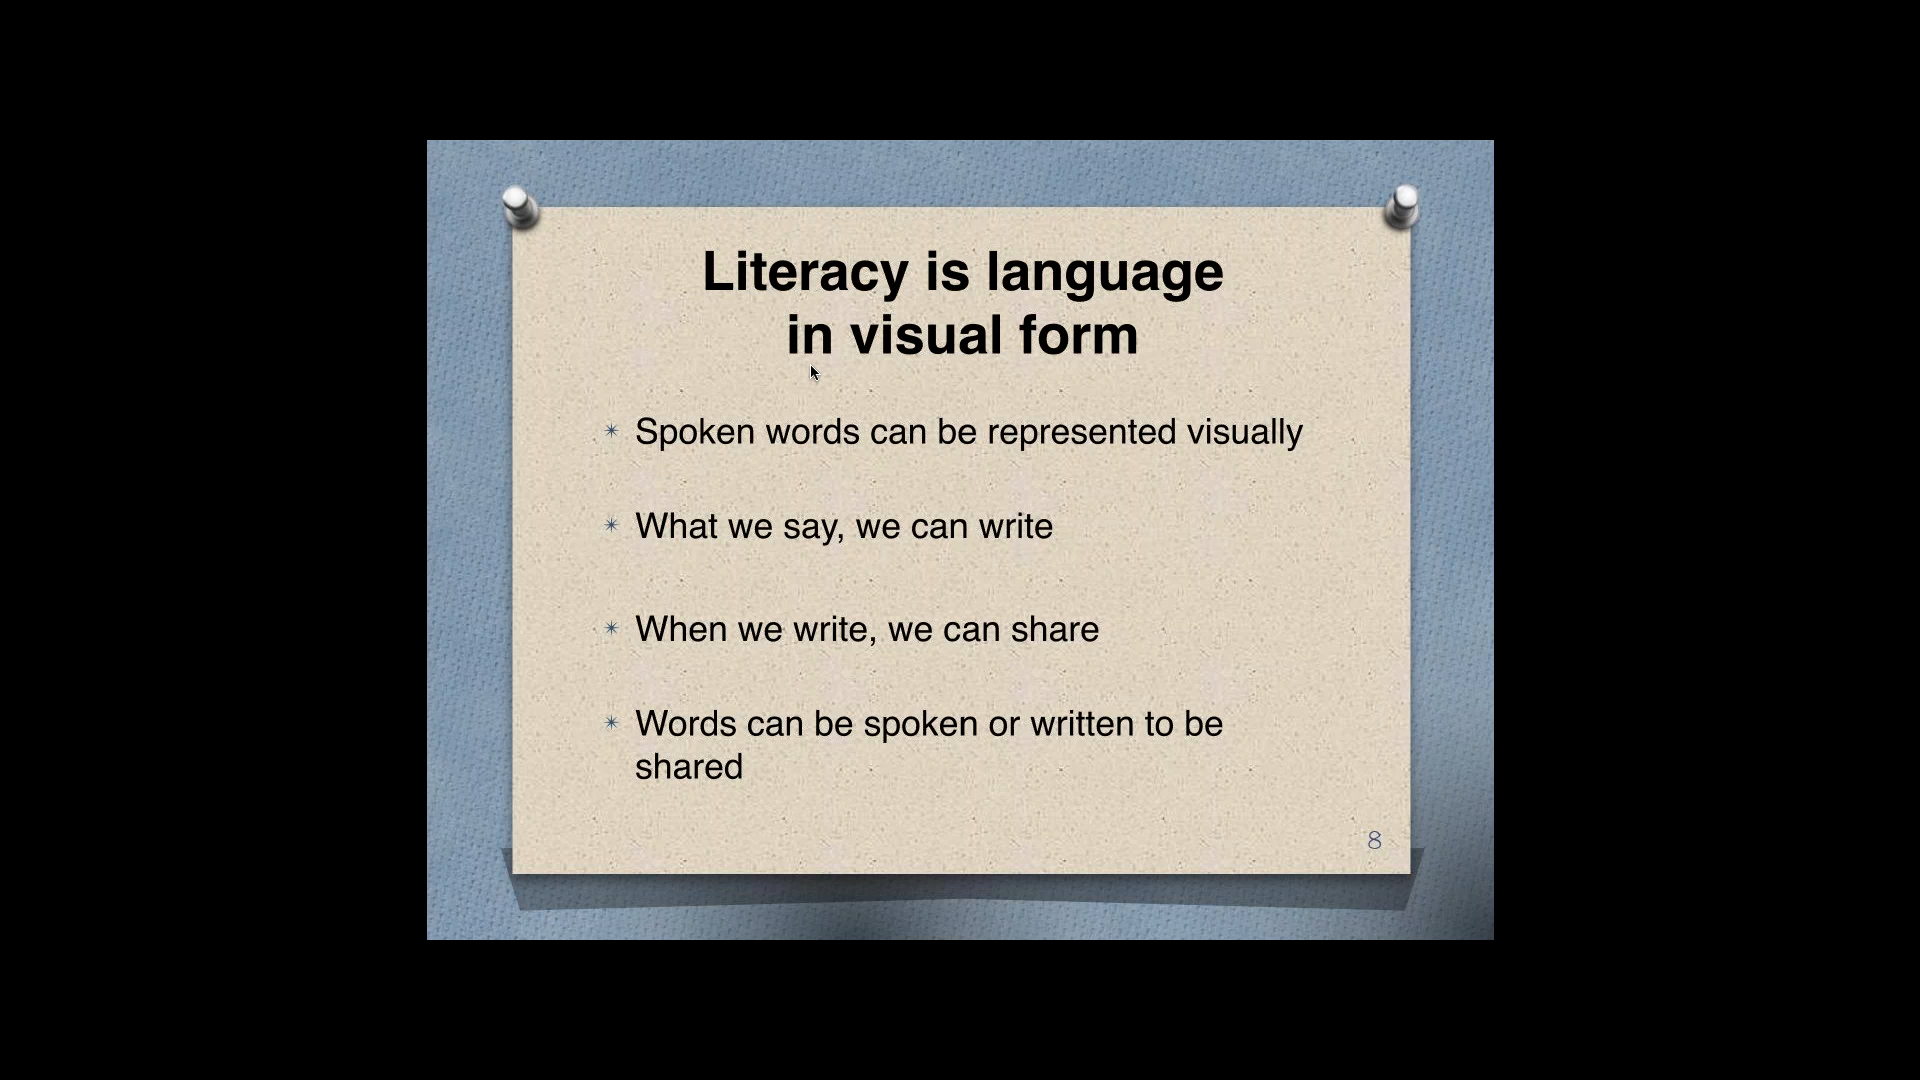 Literacy is language
in visual form
Spoken words can be represented visually
What we say, we can write
When we write, we can share
Words can be spoken or written to be
shared
8